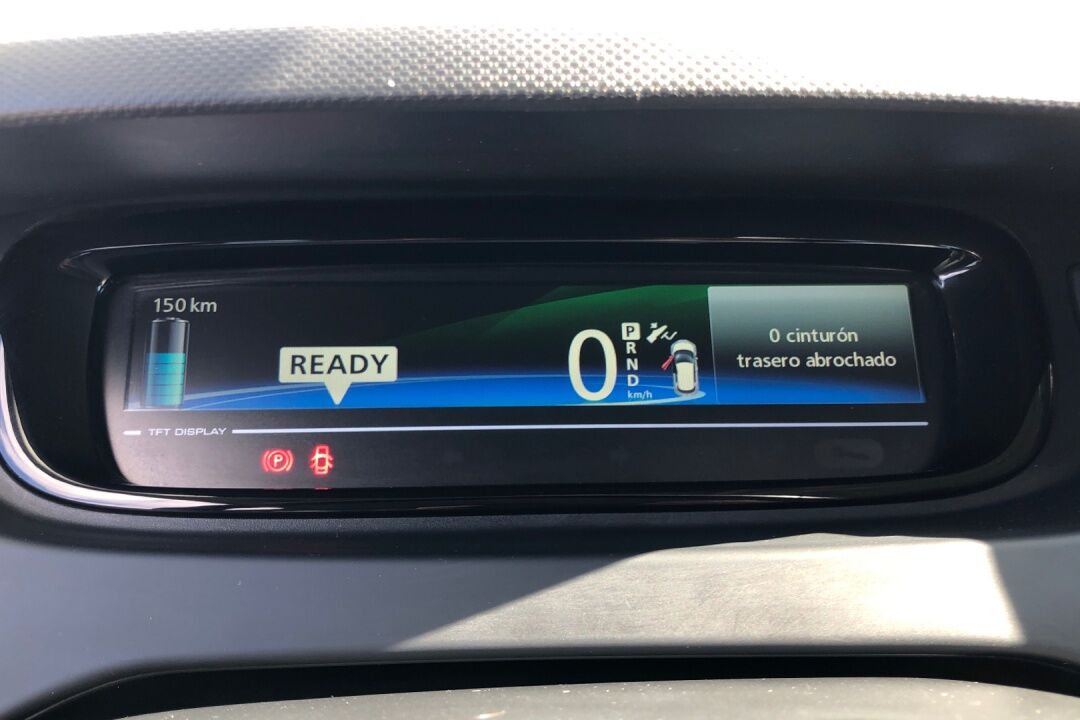 150 km
READY
0
P
R
N
D
km/h
0 cinturón
trasero abrochado
TFT DISPLAY
P